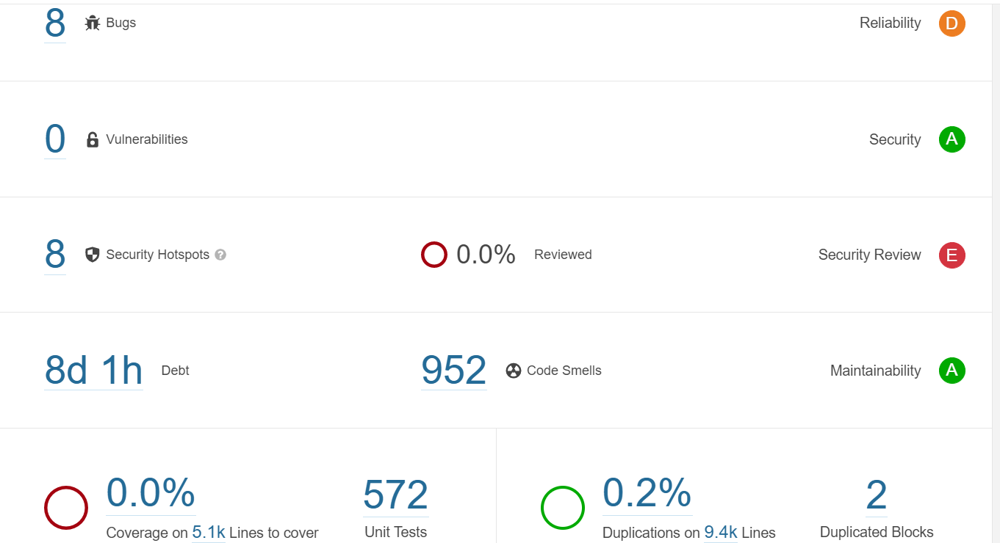 8 Bugs Reliability D
0 Vulnerabilities Security A
8 Security Hotspots ? 0.0% Reviewed Security Review E
8d 1h Debt 952 Code Smells Maintainability A
0.0% 572 0.2% 2
Coverage on 5.1k Lines to cover Unit Tests Duplications on 9.4k Lines Duplicated Blocks